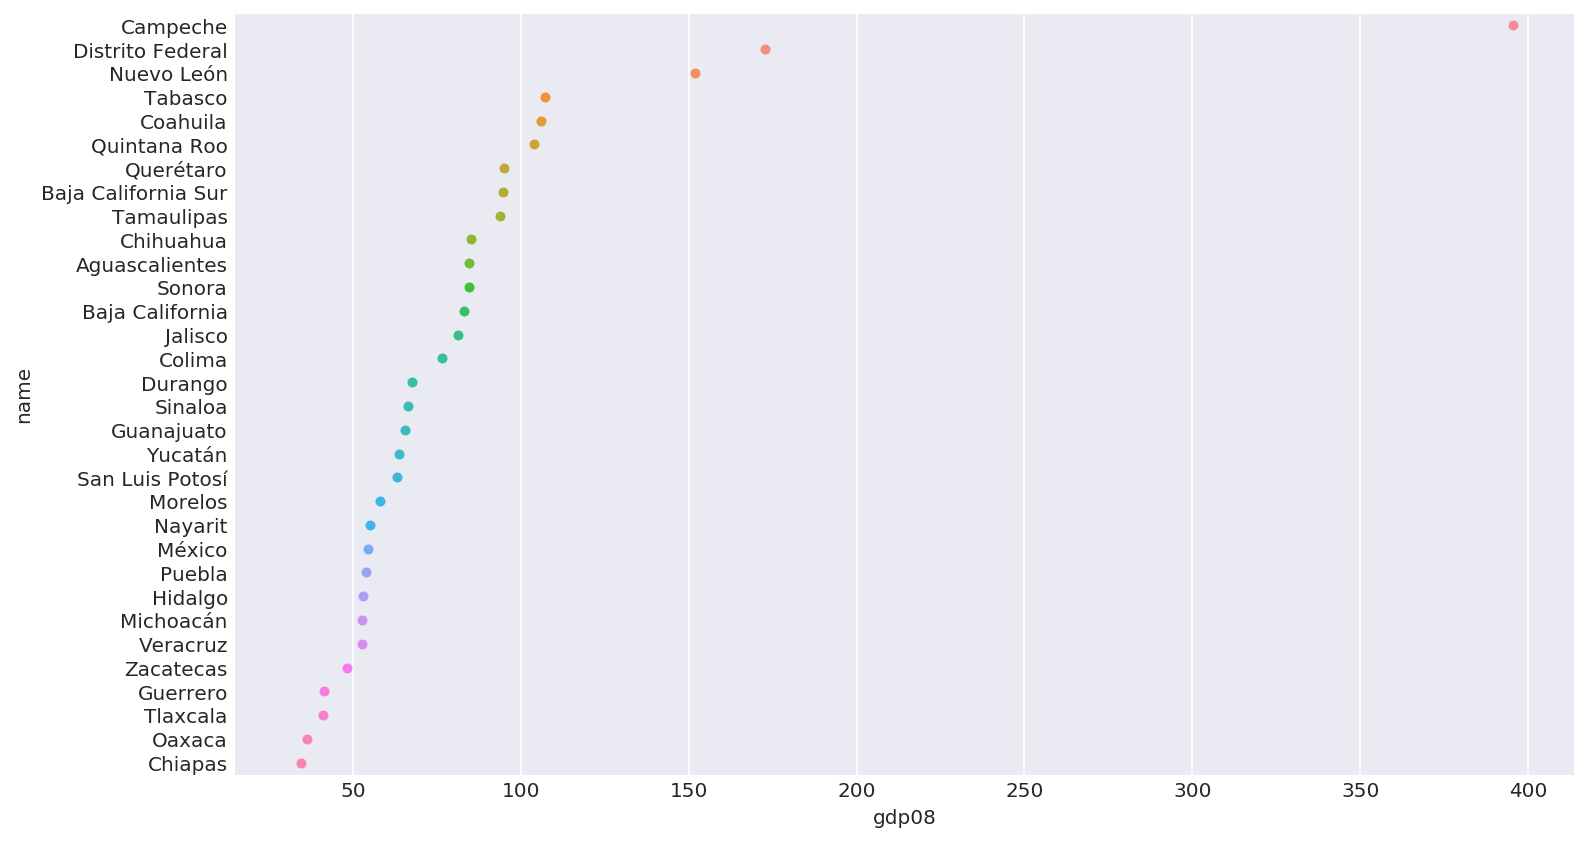 Campeche
Distrito Federal
Nuevo León
Tabasco
Coahuila
Quintana Roo
Querétaro
Baja California Sur
Tamaulipas
Chihuahua
Aguascalientes
Sonora
Baja California
Jalisco
Colima
Durango
Sinaloa
Guanajuato
Yucatán
San Luis Potosí
Morelos
Nayarit
México
Puebla
Hidalgo
Michoacán
Veracruz
Zacatecas
Guerrero
Tlaxcala
Oaxaca
Chiapas
name
50 100 150 200 250 300 350 400
gdp08